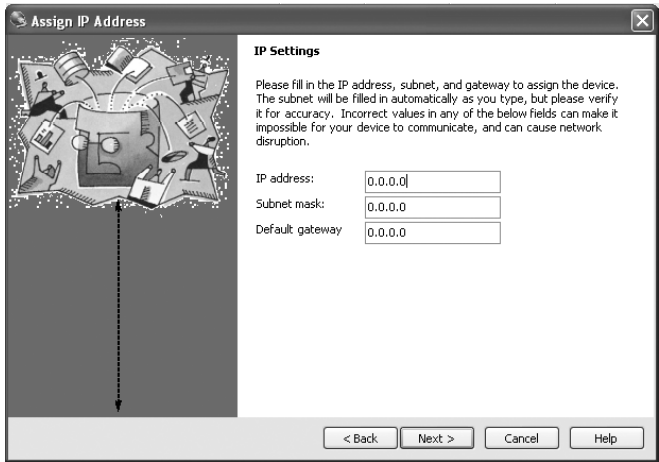 Assign IP Address
IP Settings
Please fill in the IP address, subnet, and gateway to assign the device.
The subnet will be filled in automatically as you type, but please verify
it for accuracy.  Incorrect values in any of the below fields can make it
impossible for your device to communicate, and can cause network
disruption.
IP address: 0.0.0.0
Subnet mask: 0.0.0.0
Default gateway 0.0.0.0
< Back Next > Cancel Help